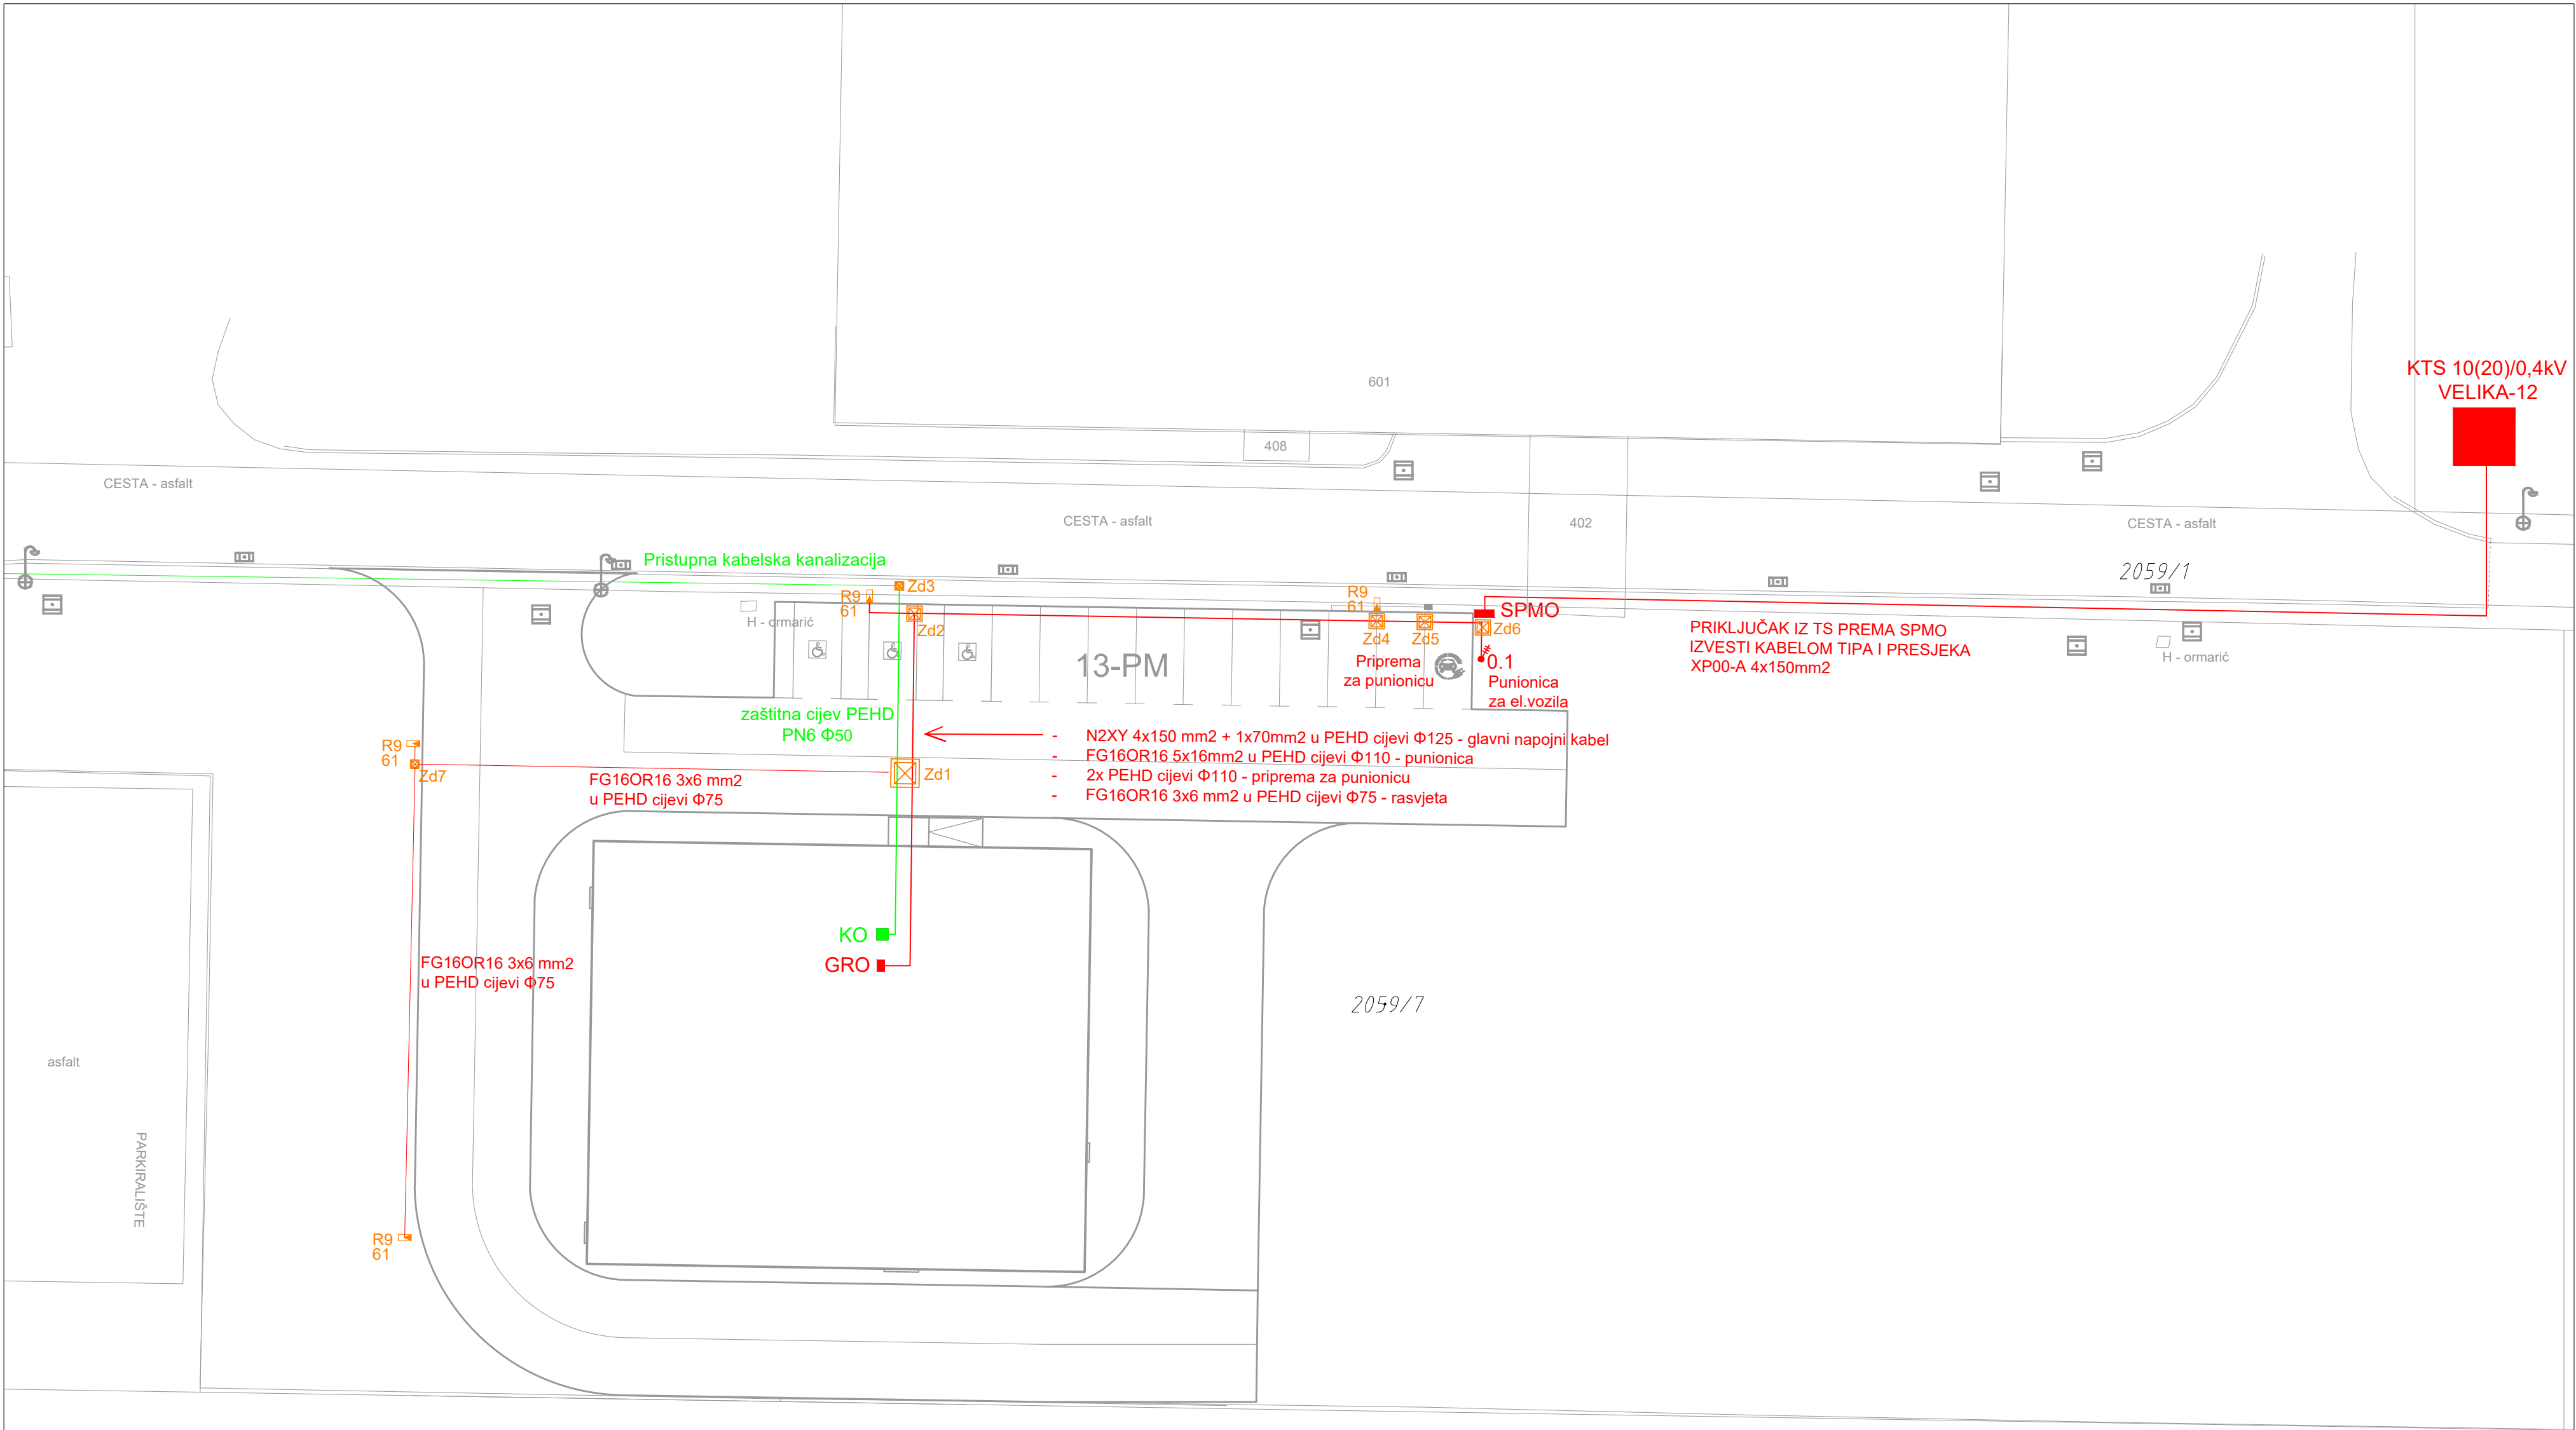 KTS 10(20)/0,4kV
VELIKA-12
601
408
CESTA - asfalt
CESTA - asfalt
402
CESTA - asfalt
Pristupna kabelska kanalizacija
2059/1
Zd3
R9
61
R9
61
H - ormarić
Zd2
Zd4
Zd5
SPMO
Zd6
PRIKLJUČAK IZ TS PREMA SPMO
IZVESTI KABELOM TIPA I PRESJEKA
XP00-A 4x150mm2
H - ormarić
13-PM
Priprema
za punionicu
0.1
Punionica
za el.vozila
zaštitna cijev PEHD
PN6 Φ50
- N2XY 4x150 mm2 + 1x70mm2 u PEHD cijevi Φ125 - glavni napojni kabel
- FG16OR16 5x16mm2 u PEHD cijevi Φ110 - punionica
- 2x PEHD cijevi Φ110 - priprema za punionicu
- FG16OR16 3x6 mm2 u PEHD cijevi Φ75 - rasvjeta
R9
61
Zd7
FG16OR16 3x6 mm2
u PEHD cijevi Φ75
Zd1
KO
GRO
FG16OR16 3x6 mm2
u PEHD cijevi Φ75
2059/7
asfalt
PARKIRALIŠTE
R9
61